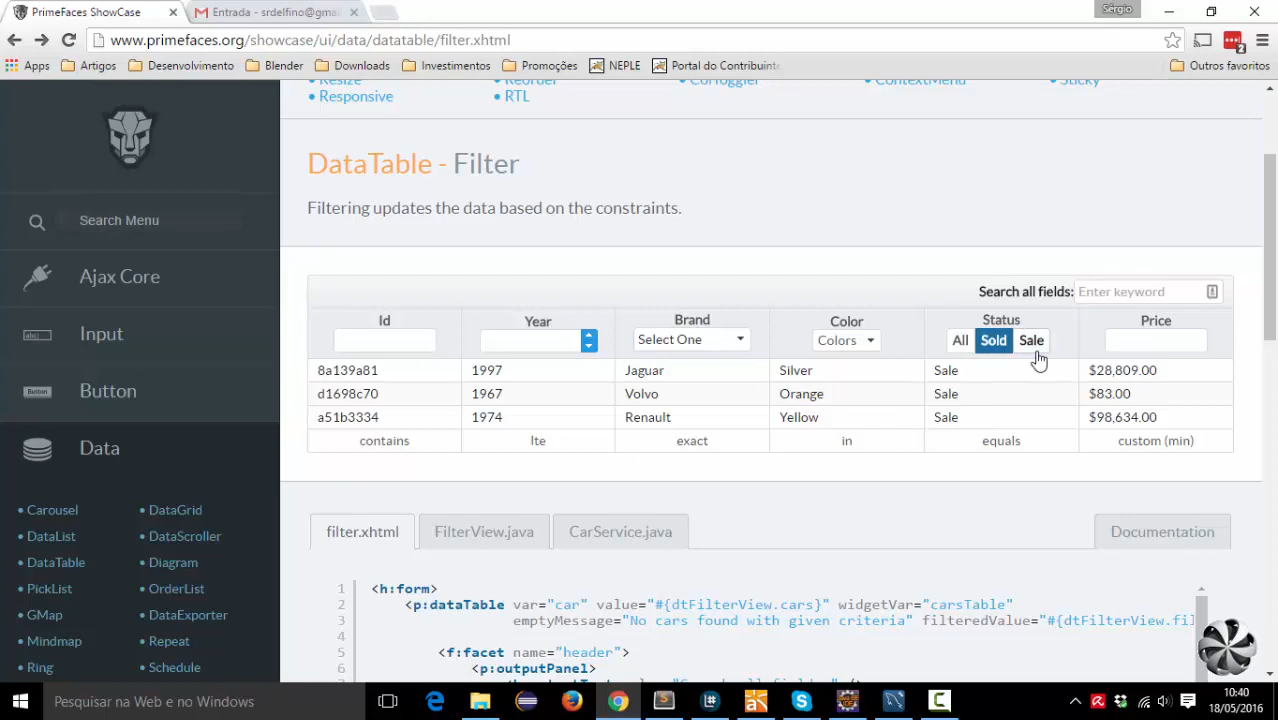 PrimeFaces ShowCase
Entrada - srdelfino@gmai
Sérgio
www.primefaces.org/showcase/ui/data/datatable/filter.xhtml
Apps Artigos Desenvolvimento Blender Downloads Investimentos Promoções NEPLE Portal do Contribuinte Outros favoritos
Resize Reorder ColToggler ContextMenu Sticky
• Responsive • RTL
DataTable - Filter
Search Menu
Filtering updates the data based on the constraints.
Ajax Core
Search all fields: Enter keyword
Id Year Brand Color Status Price
Select One Colors All Sold Sale
Input
8a139a81 1997 Jaguar Silver Sale $28,809.00
d1698c70 1967 Volvo Orange Sale $83.00
a51b3334 1974 Renault Yellow Sale $98,634.00
contains lte exact in equals custom (min)
Button
Data
• Carousel • DataGrid
• DataList • DataScroller
• DataTable • Diagram
• PickList • OrderList
• GMap • DataExporter
• Mindmap • Repeat
• Ring • Schedule
filter.xhtml FilterView.java CarService.java Documentation
1 <h:form>
2 <p:dataTable var="car" value="#{dtFilterView.cars}" widgetVar="carsTable"
3 emptyMessage="No cars found with given criteria" filteredValue="#{dtFilterView.fil
4
5 <f:facet name="header">
6 <p:outputPanel>
Pesquisar na Web e no Windows
10:40
18/05/2016